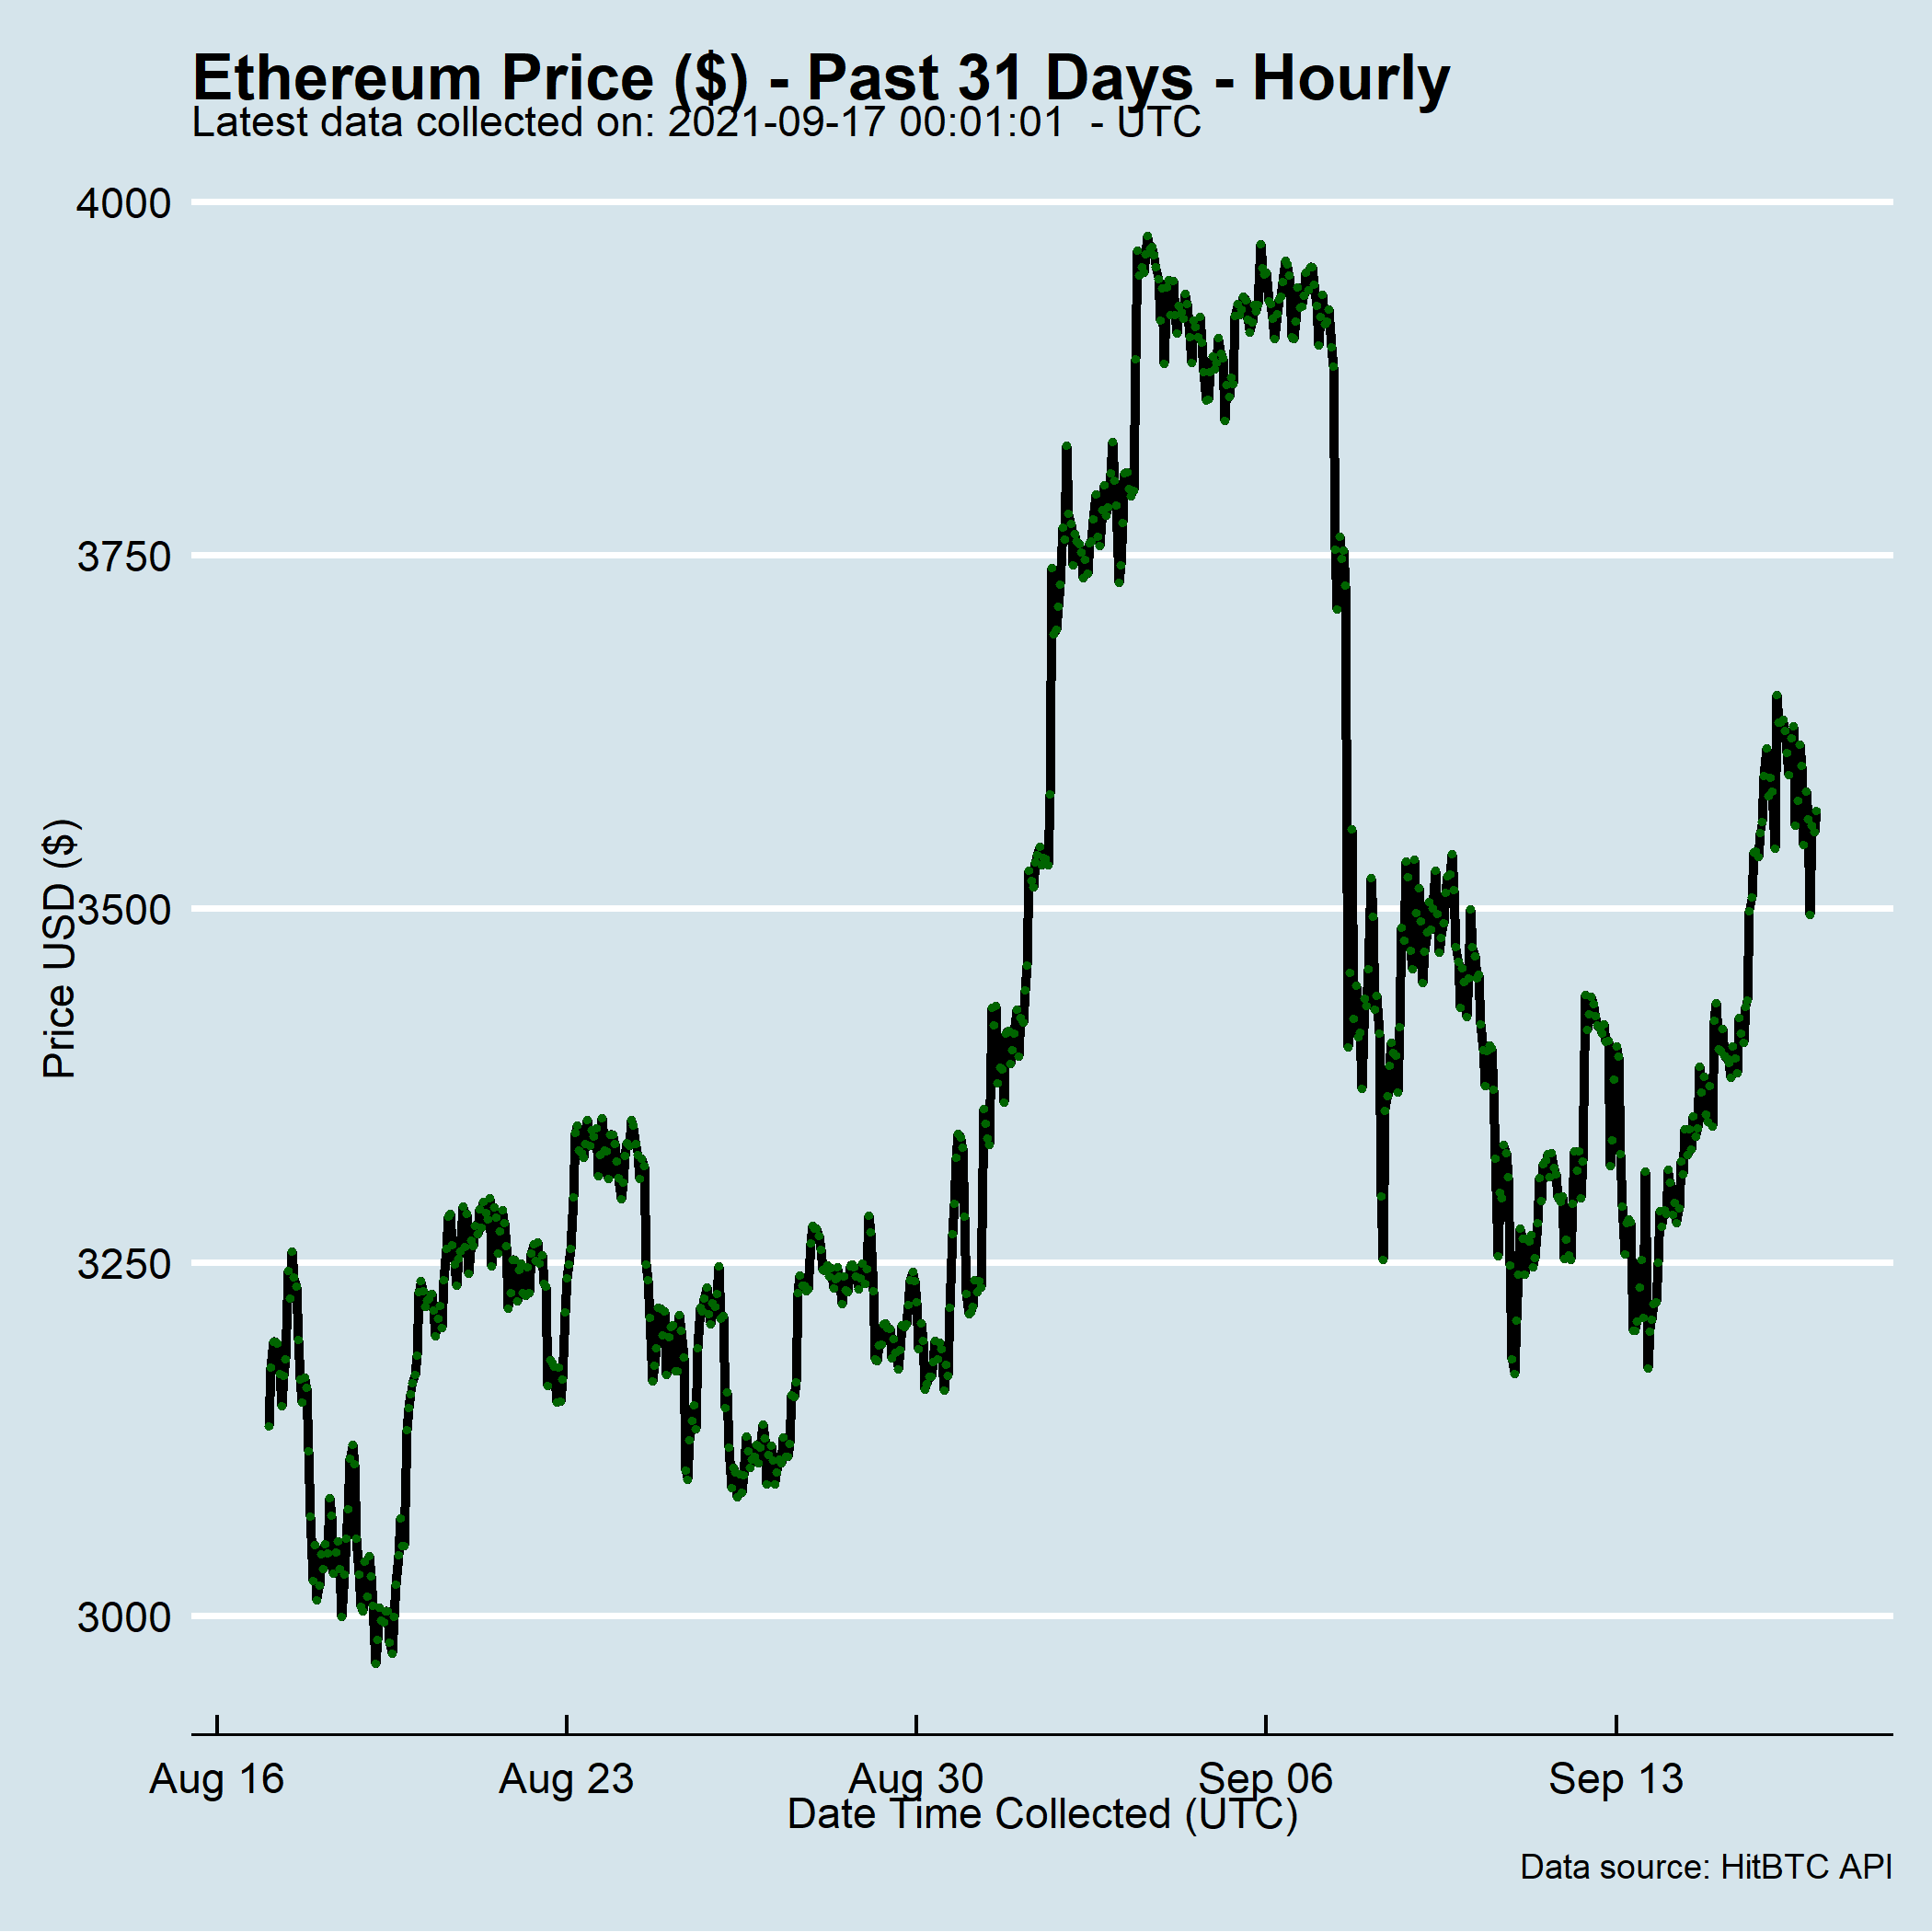 Ethereum Price ($) - Past 31 Days - Hourly
Latest data collected on: 2021-09-17 00:01:01  - UTC
4000
3750
3500
3250
3000
Price USD ($)
Aug 16
Aug 23
Aug 30
Sep 06
Sep 13
Date Time Collected (UTC)
Data source: HitBTC API